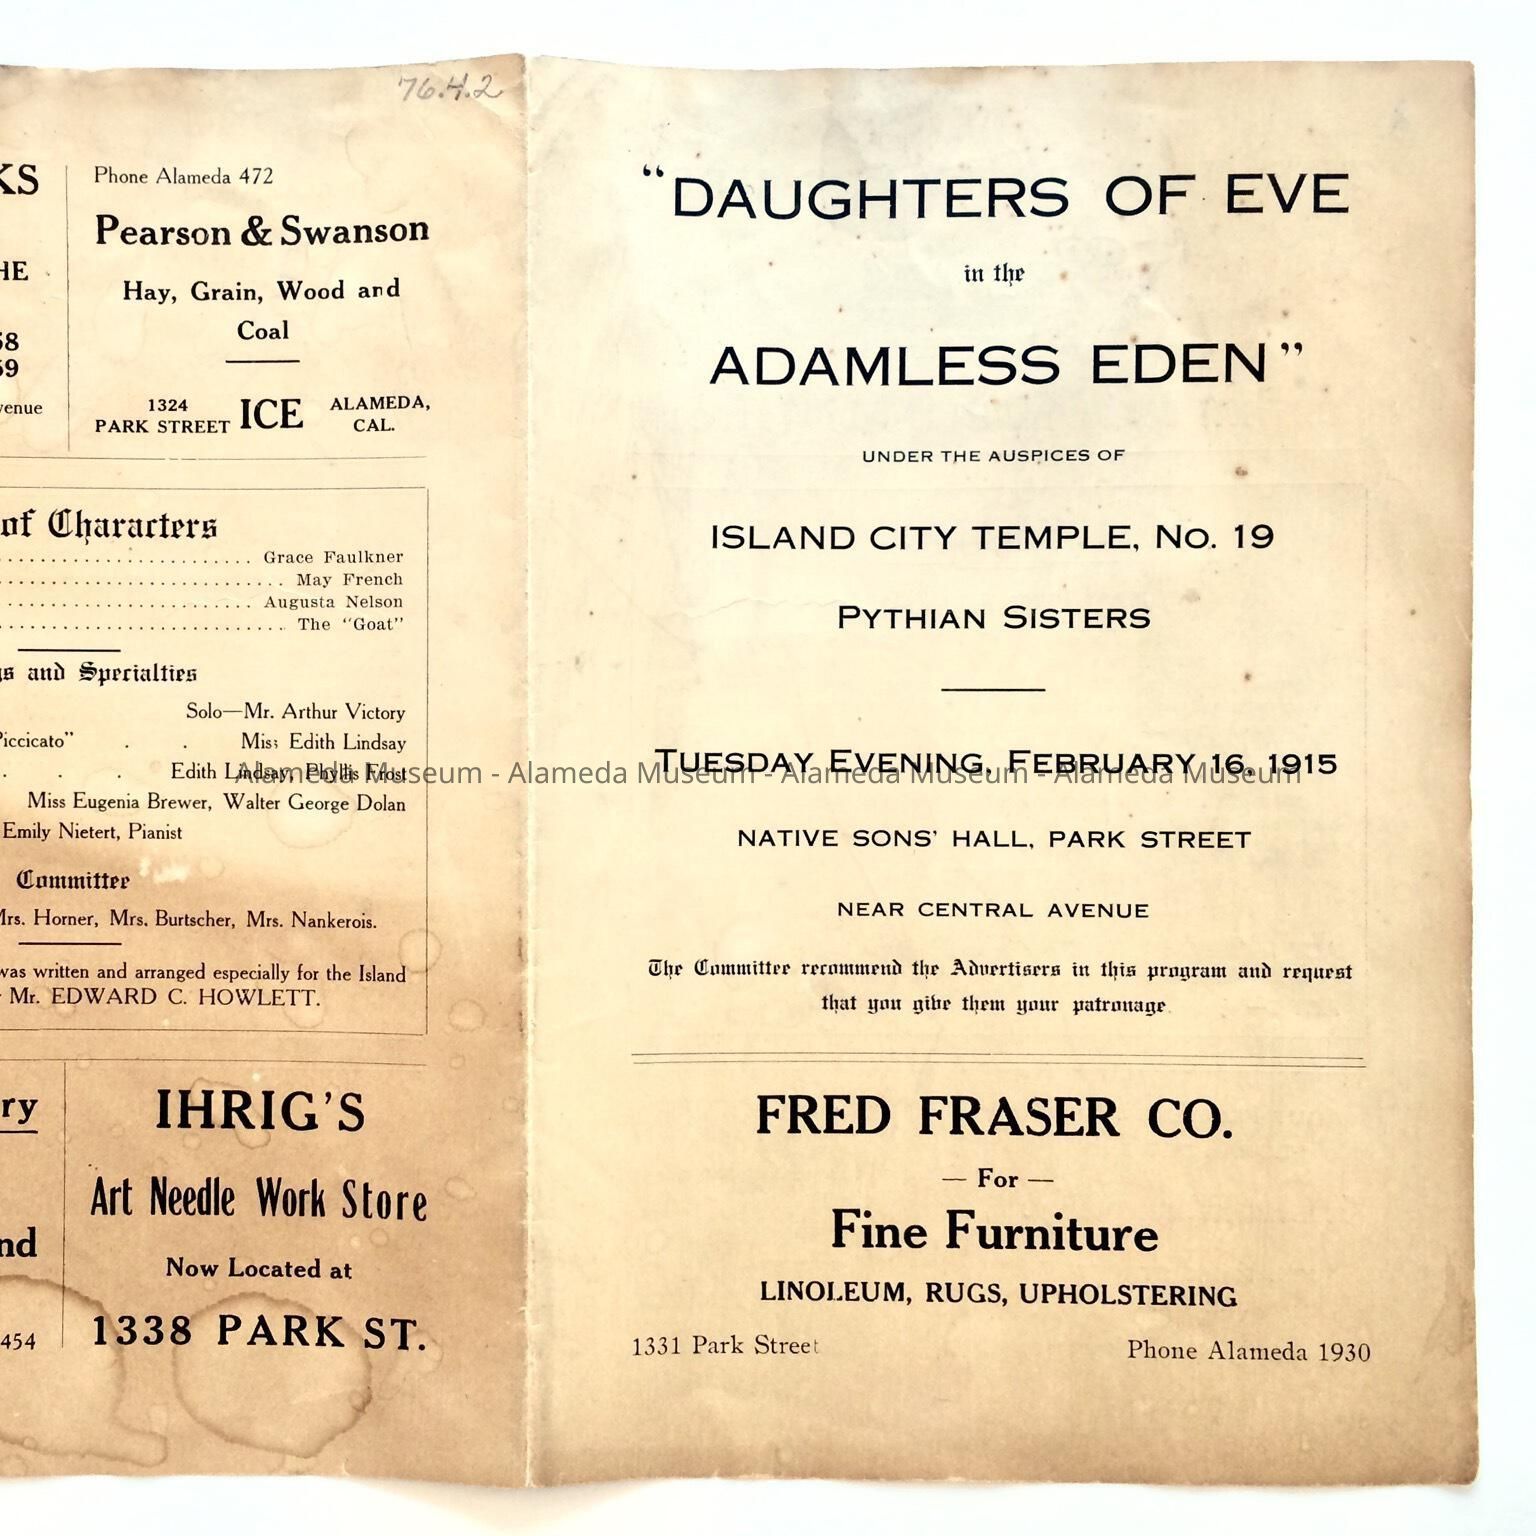 76.4.2
KS
HE
58
59
venue
Phone Alameda 472
Pearson & Swanson
Hay, Grain, Wood and
Coal
1324
PARK STREET ICE ALAMEDA,
CAL.
of Characters
Grace Faulkner
May French
Augusta Nelson
The "Goat"
gs and Specialties
Solo—Mr. Arthur Victory
Piccicato" . . Miss Edith Lindsay
. . . Edith Lindsay, Phyllis Frost
Miss Eugenia Brewer, Walter George Dolan
Emily Nietert, Pianist
Committee
Mrs. Horner, Mrs. Burtscher, Mrs. Nankerois.
was written and arranged especially for the Island
Mr. EDWARD C. HOWLETT.
ry
nd
454
IHRIG'S
Art Needle Work Store
Now Located at
1338 PARK ST.
"DAUGHTERS OF EVE
in the
ADAMLESS EDEN"
UNDER THE AUSPICES OF
ISLAND CITY TEMPLE, No. 19
PYTHIAN SISTERS
TUESDAY EVENING, FEBRUARY 16, 1915
Alameda Museum - Alameda Museum - Alameda Museum - Alameda Museum
NATIVE SONS' HALL, PARK STREET
NEAR CENTRAL AVENUE
The Committee recommend the Advertisers in this program and request
that you give them your patronage.
FRED FRASER CO.
— For —
Fine Furniture
LINOLEUM, RUGS, UPHOLSTERING
1331 Park Street Phone Alameda 1930